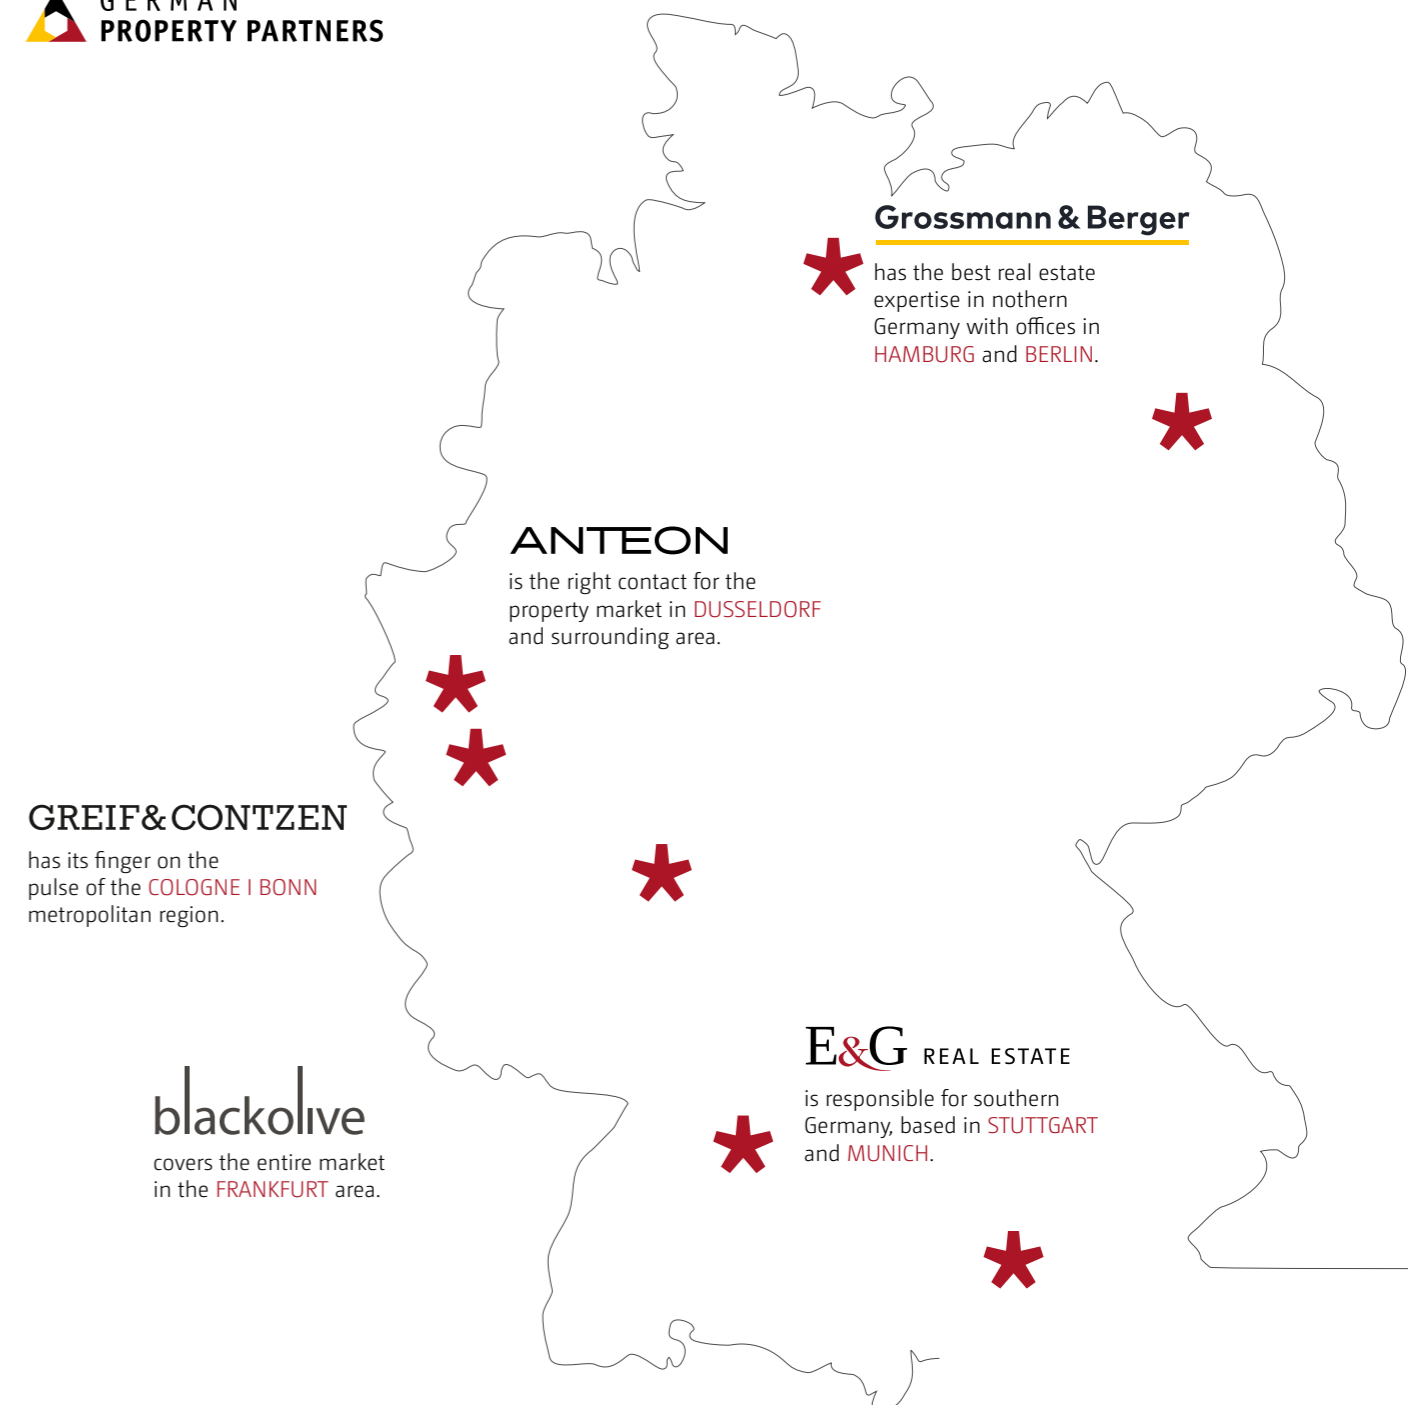 GERMAN
PROPERTY PARTNERS
Grossmann & Berger
has the best real estate
expertise in nothern
Germany with offices in
HAMBURG and BERLIN.
ANTEON
is the right contact for the
property market in DUSSELDORF
and surrounding area.
GREIF&CONTZEN
has its finger on the
pulse of the COLOGNE I BONN
metropolitan region.
E&G REAL ESTATE
is responsible for southern
Germany, based in STUTTGART
and MUNICH.
blackolive
covers the entire market
in the FRANKFURT area.